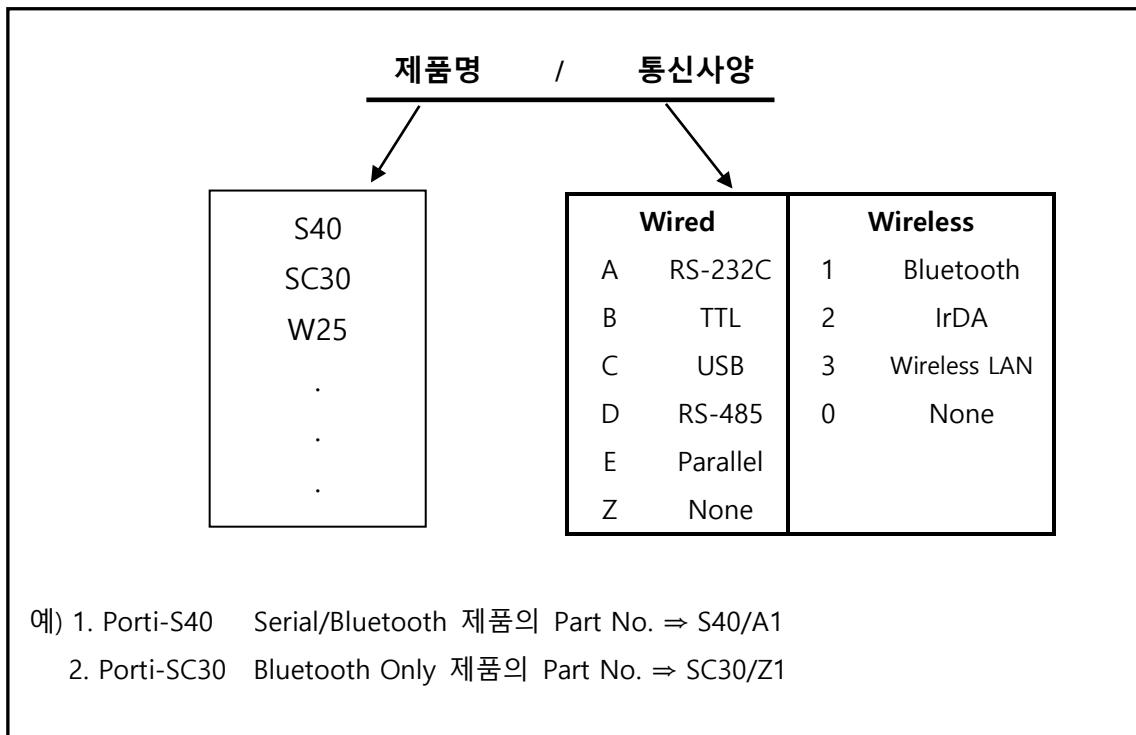 제품명 / 통신사양
S40
SC30
W25
.
.
.
Wired Wireless
A RS-232C 1 Bluetooth
B TTL 2 IrDA
C USB 3 Wireless LAN
D RS-485 0 None
E Parallel
Z None
예) 1. Porti-S40 Serial/Bluetooth 제품의 Part No. ⇒ S40/A1
2. Porti-SC30 Bluetooth Only 제품의 Part No. ⇒ SC30/Z1